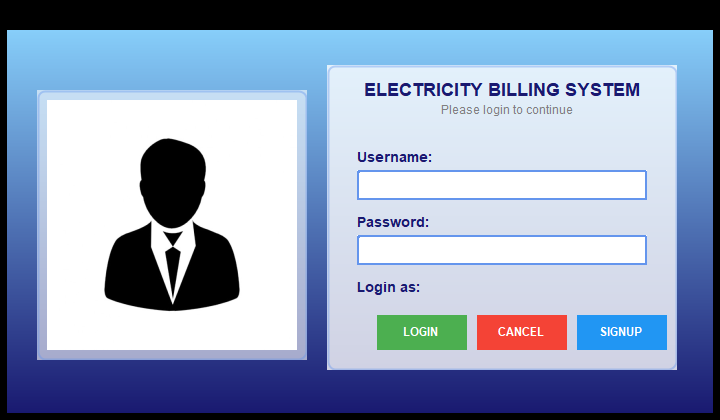 ELECTRICITY BILLING SYSTEM
Please login to continue
Username:
Password:
Login as:
LOGIN CANCEL SIGNUP